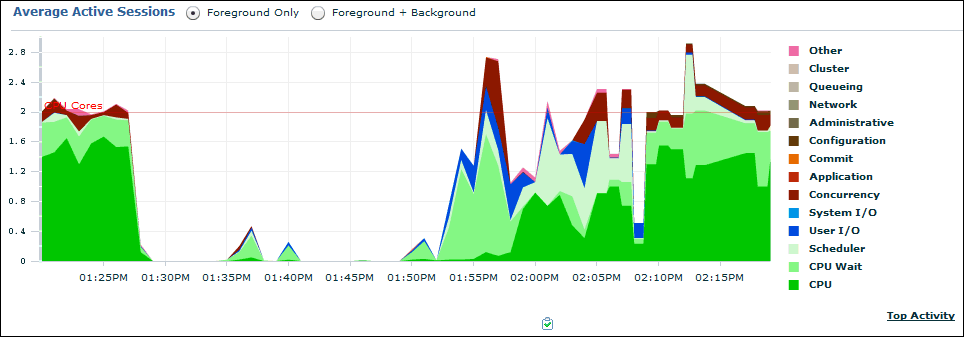 Average Active Sessions Foreground Only Foreground + Background
2.8
2.4
2
1.6
1.2
0.8
0.4
0
CPU Cores
01:25PM 01:30PM 01:35PM 01:40PM 01:45PM 01:50PM 01:55PM 02:00PM 02:05PM 02:10PM 02:15PM
Other
Cluster
Queueing
Network
Administrative
Configuration
Commit
Application
Concurrency
System I/O
User I/O
Scheduler
CPU Wait
CPU
Top Activity